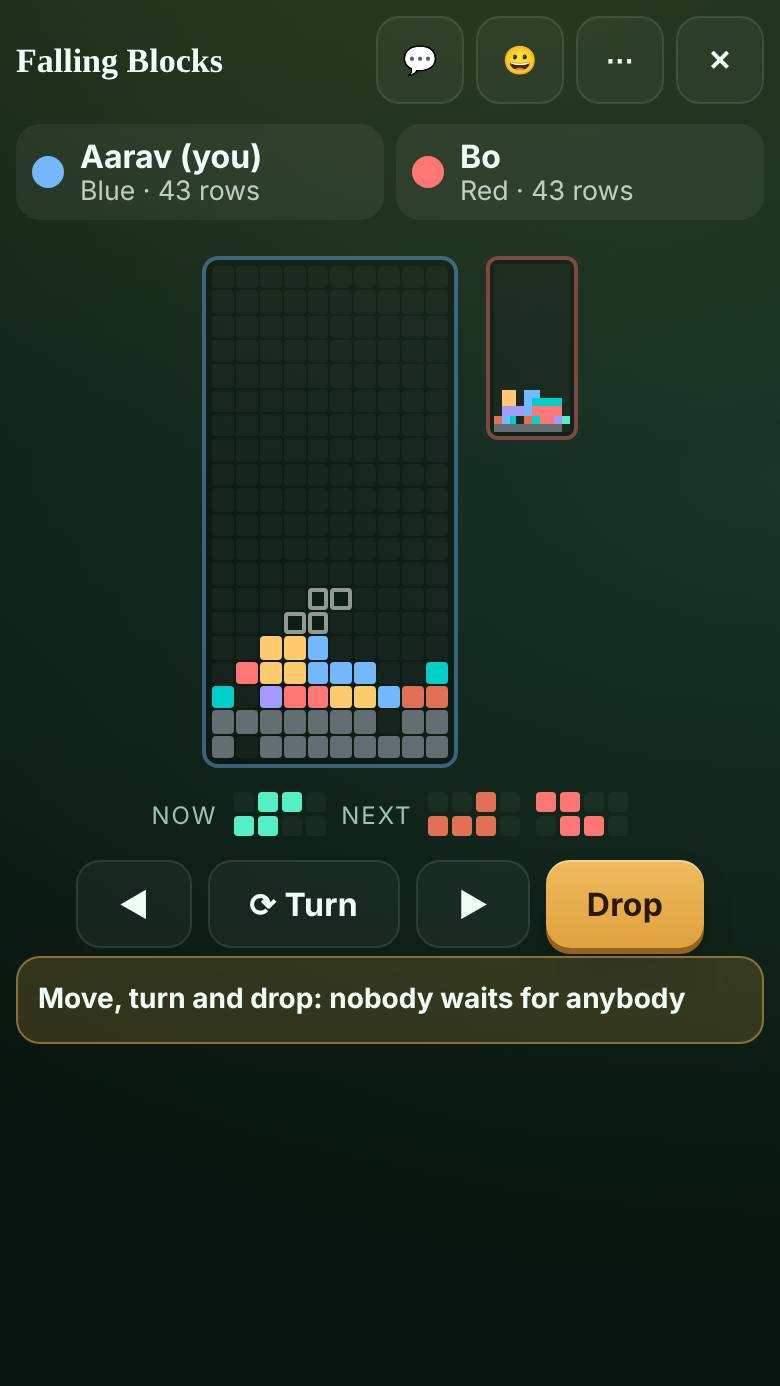 Falling Blocks
Aarav (you)
Blue · 43 rows
Bo
Red · 43 rows
NOW
NEXT
⟳ Turn
Drop
Move, turn and drop: nobody waits for anybody